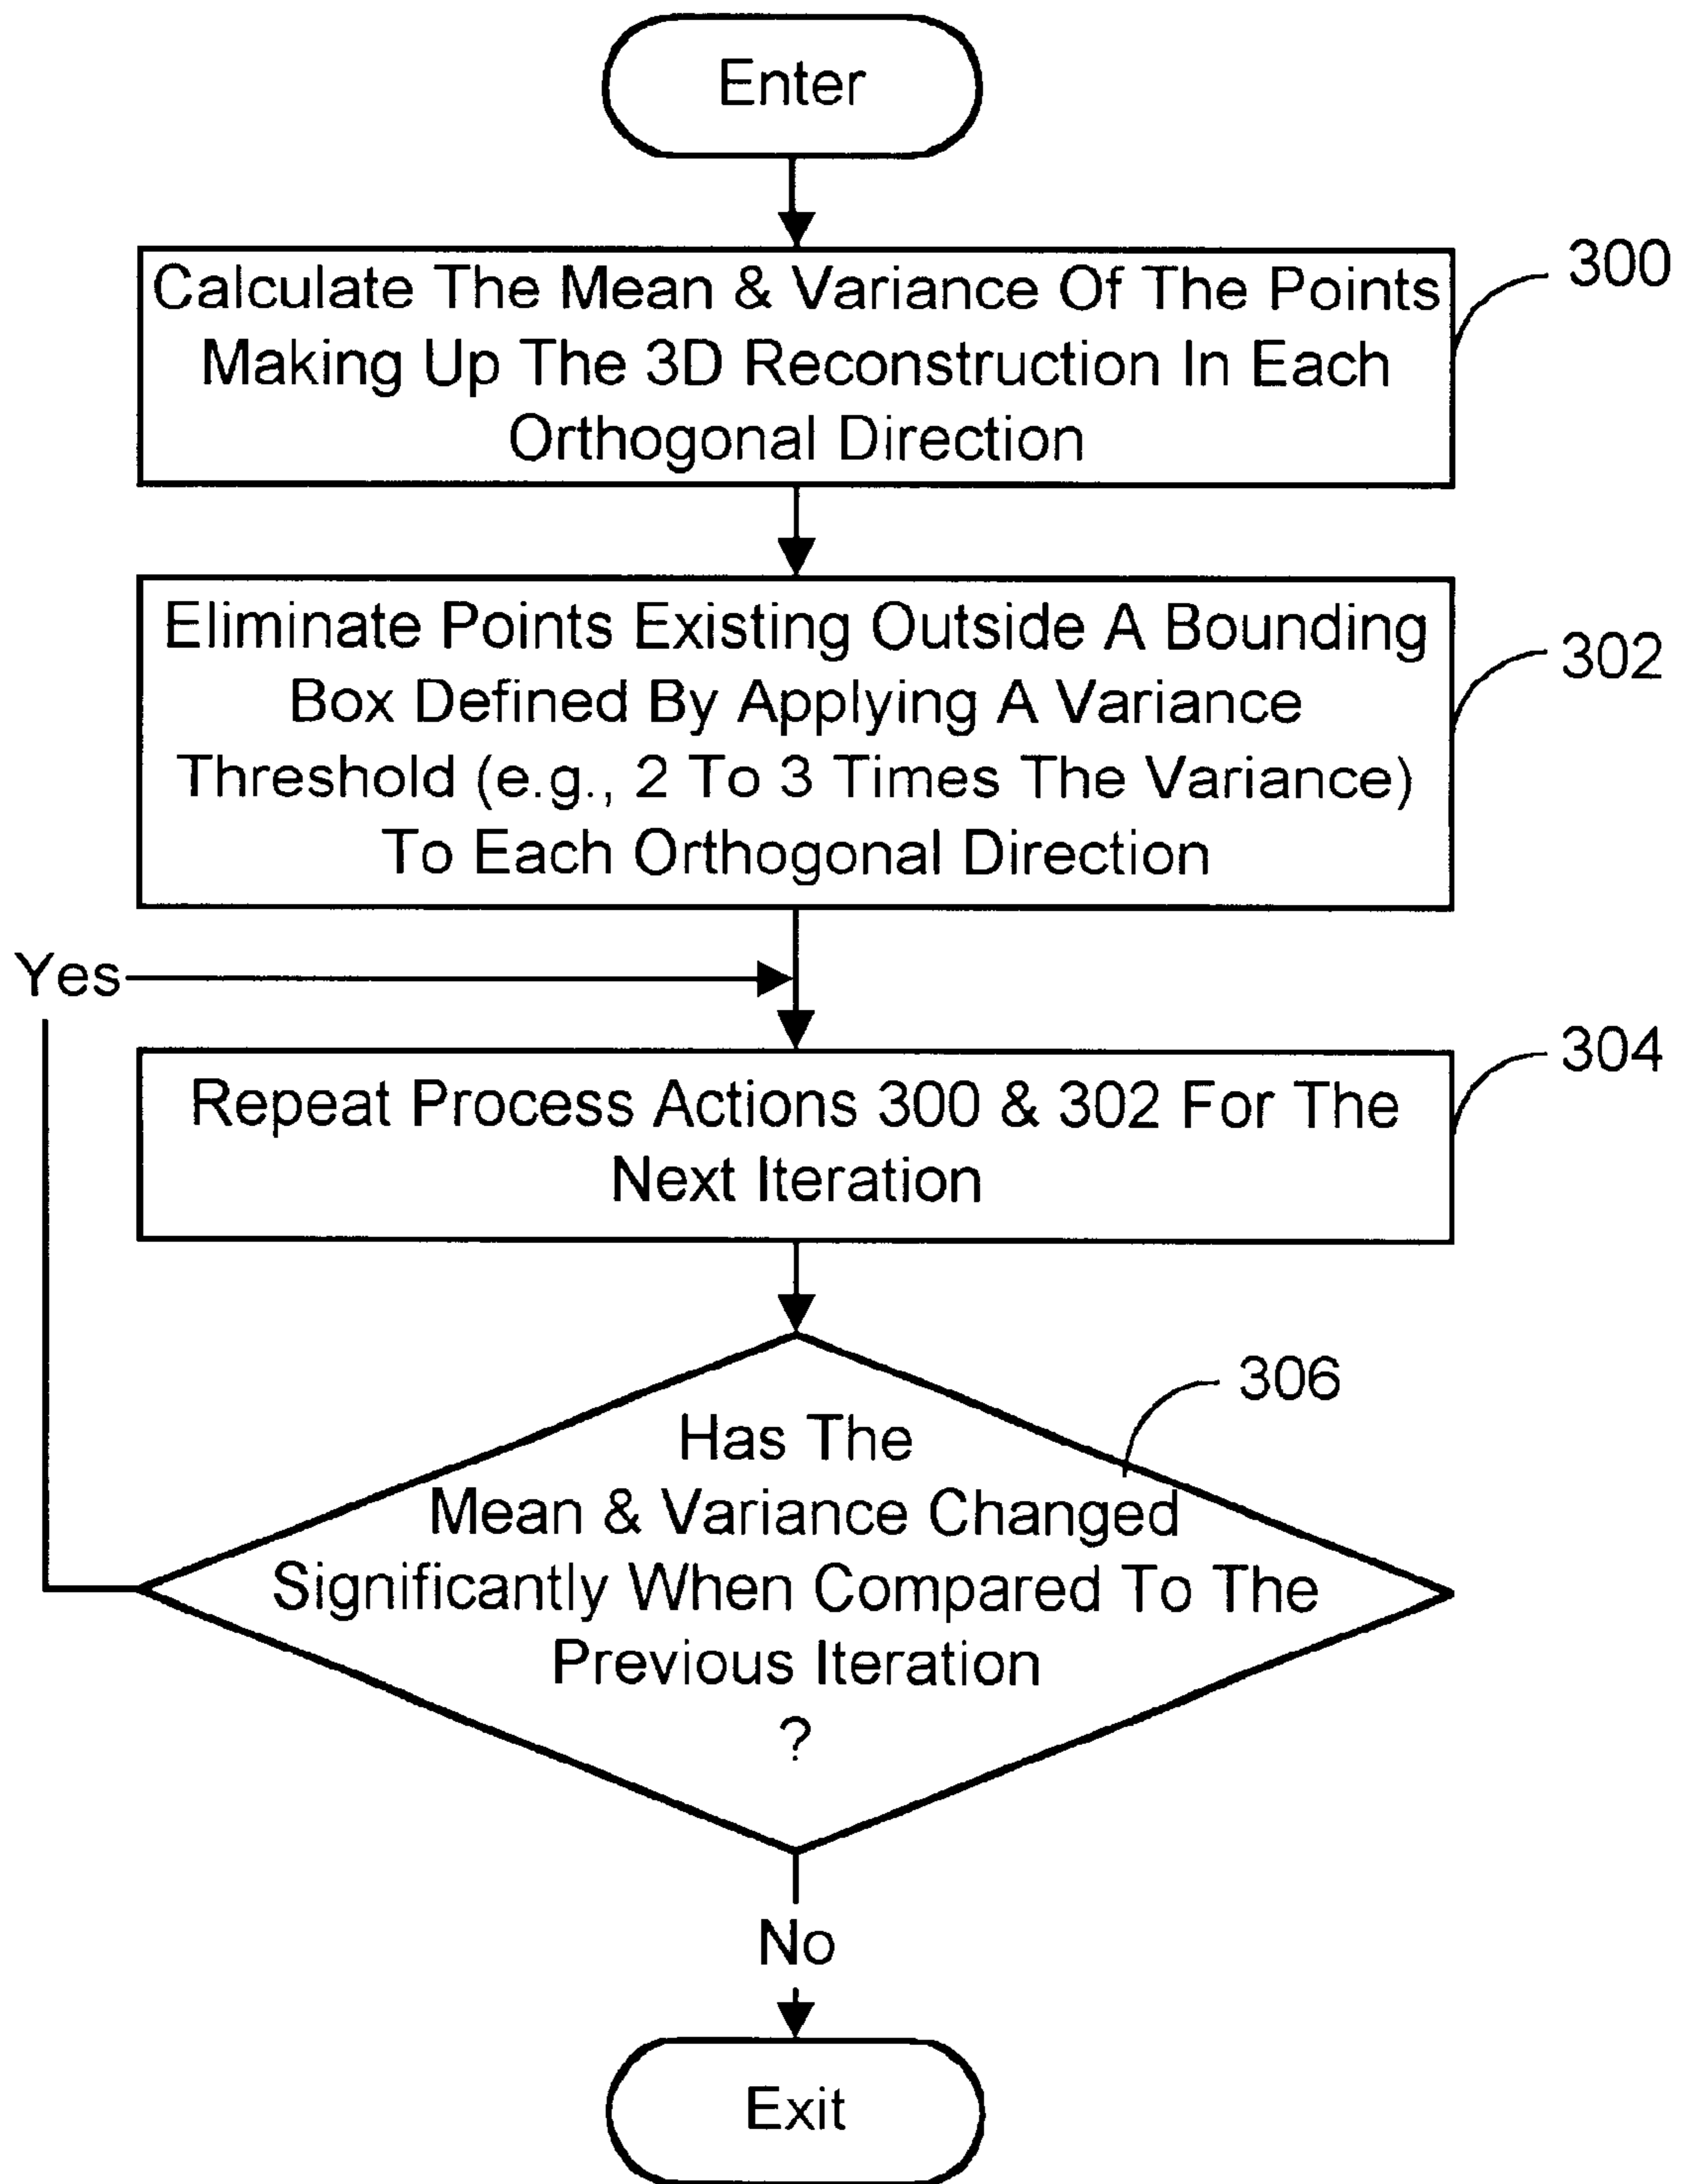 Enter
Calculate The Mean & Variance Of The Points
Making Up The 3D Reconstruction In Each
Orthogonal Direction
300
Eliminate Points Existing Outside A Bounding
Box Defined By Applying A Variance
Threshold (e.g., 2 To 3 Times The Variance)
To Each Orthogonal Direction
302
Yes
Repeat Process Actions 300 & 302 For The
Next Iteration
304
306
Has The
Mean & Variance Changed
Significantly When Compared To The
Previous Iteration
?
No
Exit